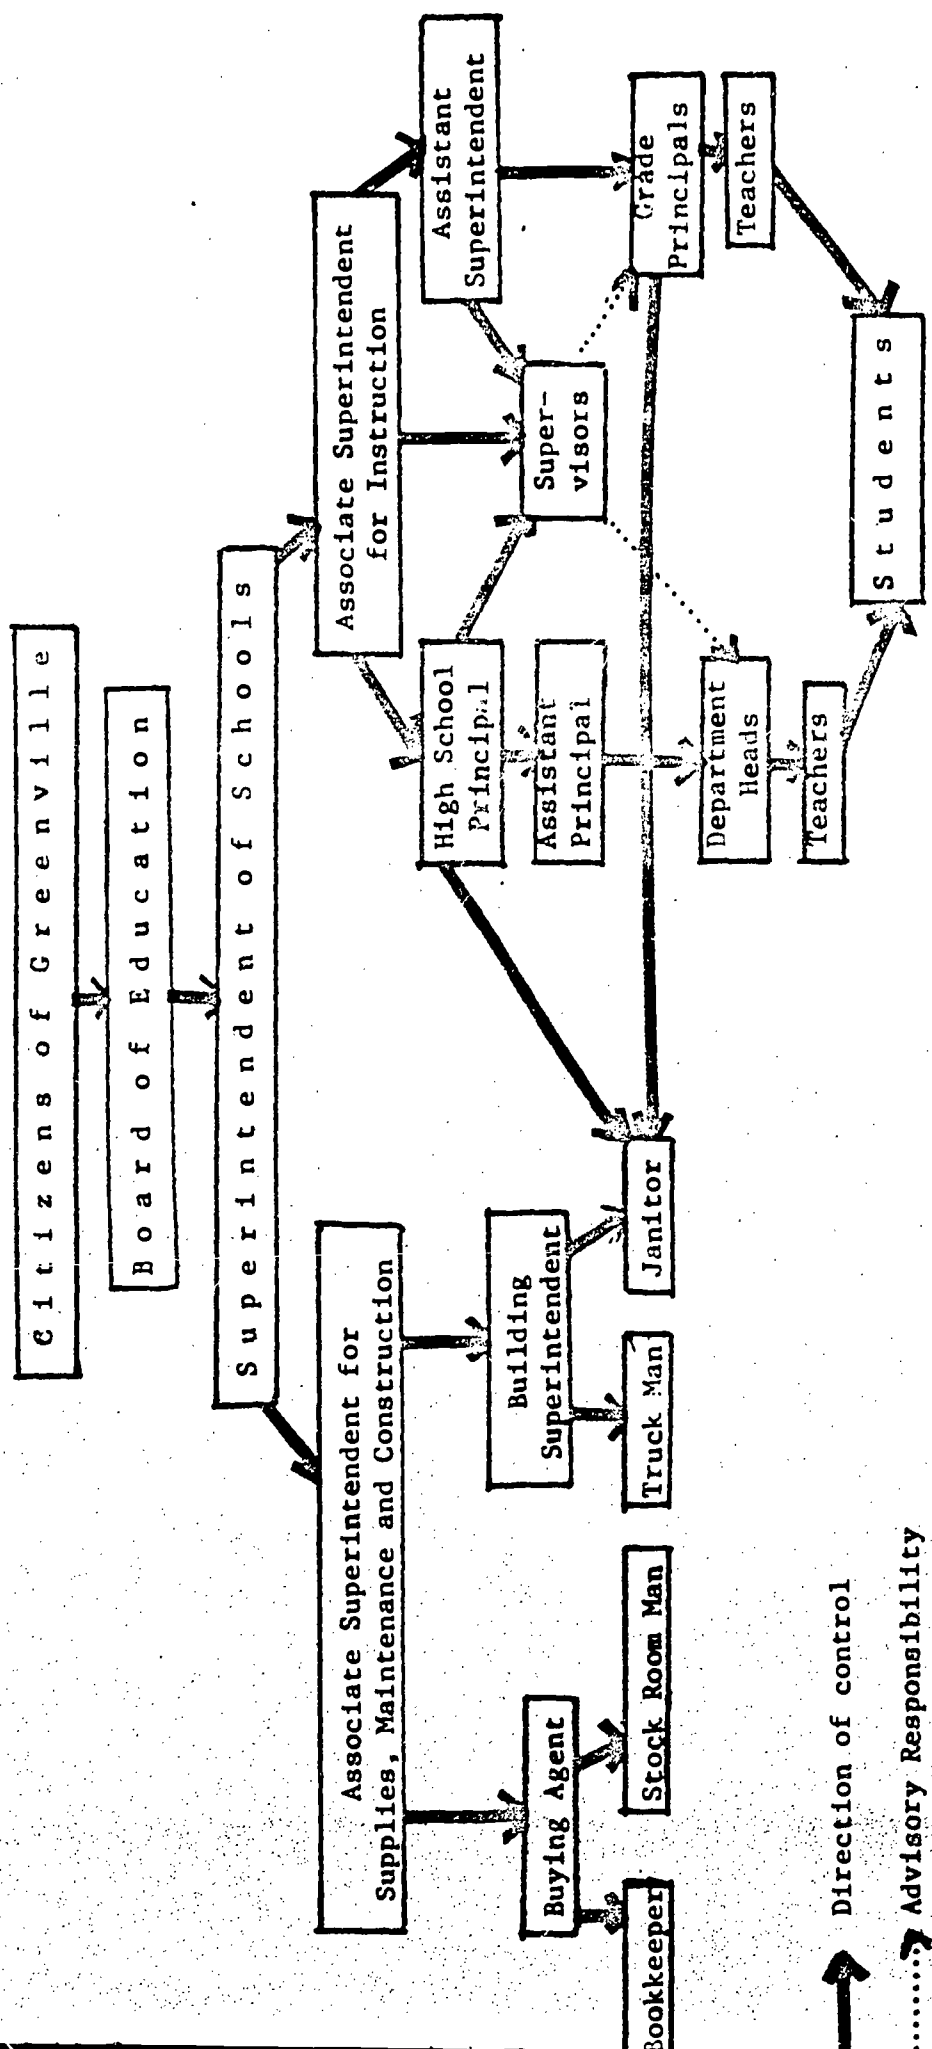 Citizens of Greenville
Board of Education
Superintendent of Schools
Associate Superintendent for
Supplies, Maintenance and Construction
Associate Superintendent
for Instruction
Buying Agent
Building
Superintendent
High School
Principal
Assistant
Superintendent
Assistant
Principal
Super-
visors
Bookkeeper
Stock Room Man
Truck Man
Janitor
Grade
Principals
Department
Heads
Teachers
Teachers
Students
Direction of control
Advisory Responsibility